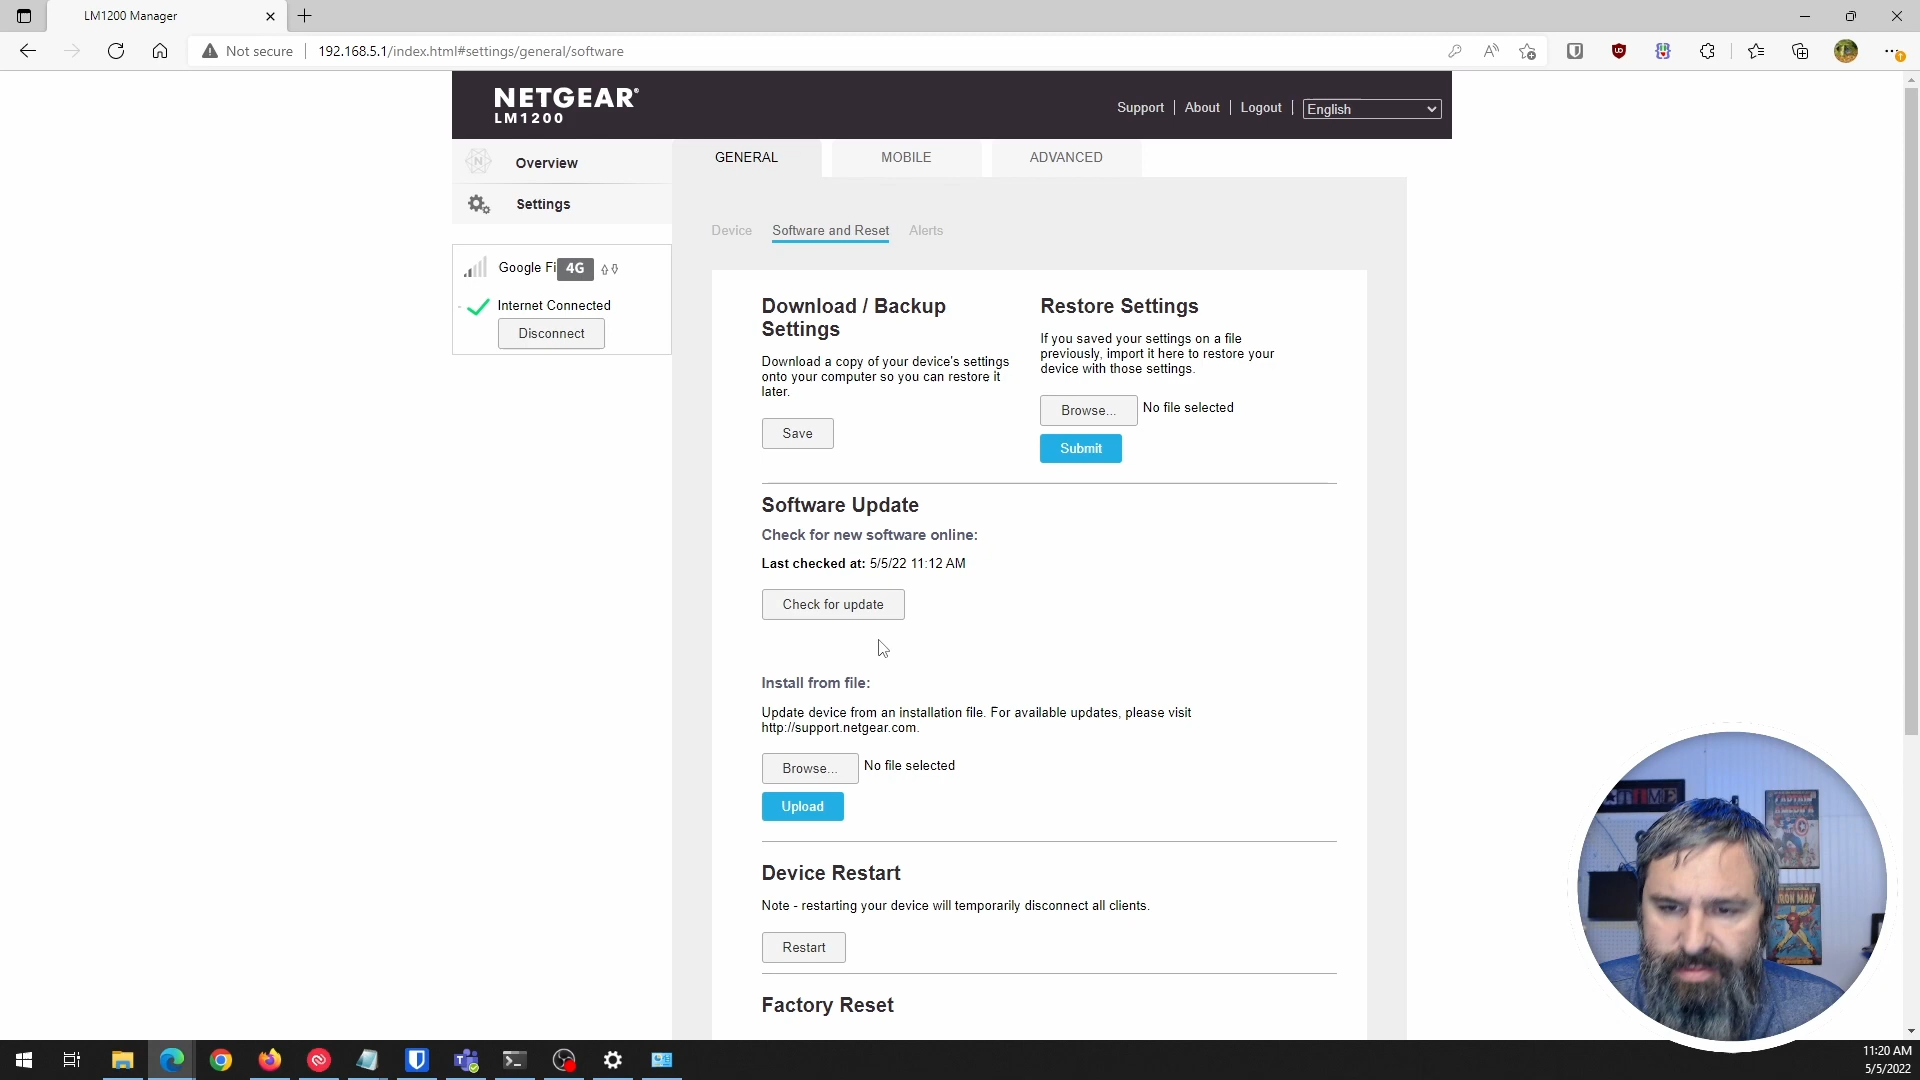 LM1200 Manager
Not secure
192.168.5.1/index.html#settings/general/software
NETGEAR®
LM1200
Support
About
Logout
English
Overview
Settings
Google Fi
4G
Internet Connected
Disconnect
GENERAL
MOBILE
ADVANCED
Device
Software and Reset
Alerts
Download / Backup
Settings
Download a copy of your device's settings
onto your computer so you can restore it
later.
Save
Restore Settings
If you saved your settings on a file
previously, import it here to restore your
device with those settings.
Browse...
No file selected
Submit
Software Update
Check for new software online:
Last checked at: 5/5/22 11:12 AM
Check for update
Install from file:
Update device from an installation file. For available updates, please visit
http://support.netgear.com.
Browse...
No file selected
Upload
Device Restart
Note - restarting your device will temporarily disconnect all clients.
Restart
Factory Reset
CAPTAIN
AMERICA
IRON MAN
11:20 AM
5/5/2022